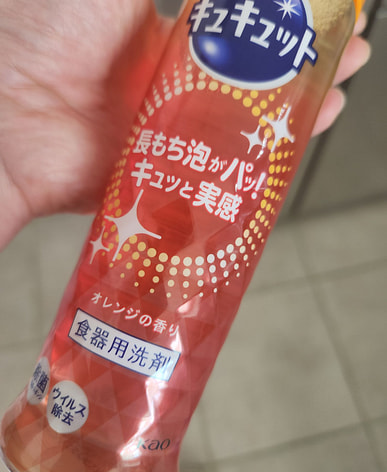 キュキュット
長もち泡がパッ!
キュッと実感
オレンジの香り
食器用洗剤
ウイルス
除去
Kao